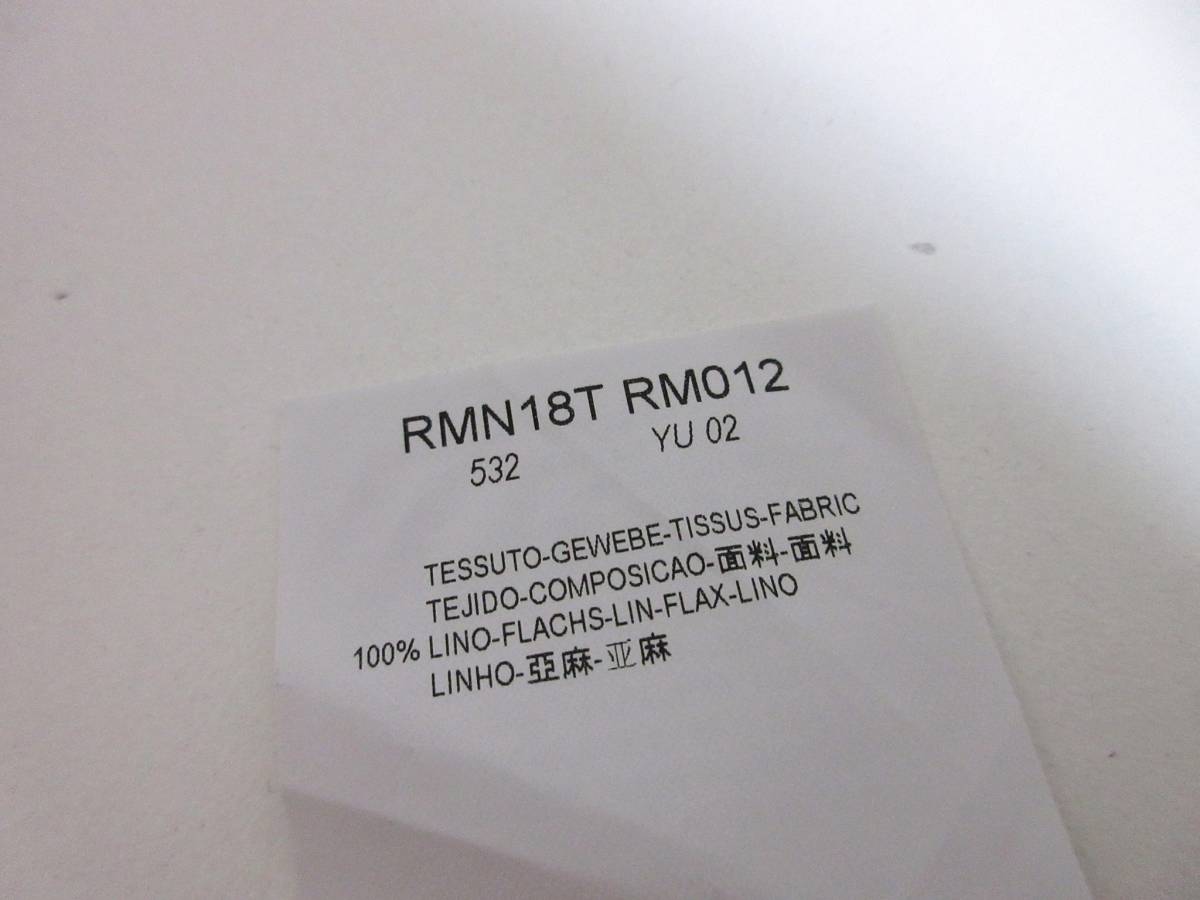 RMN18T RM012
532 YU 02
TESSUTO-GEWEBE-TISSUS-FABRIC
TEJIDO-COMPOSICAO-面料-面料
100% LINO-FLACHS-LIN-FLAX-LINO
LINHO-亞麻-亚麻